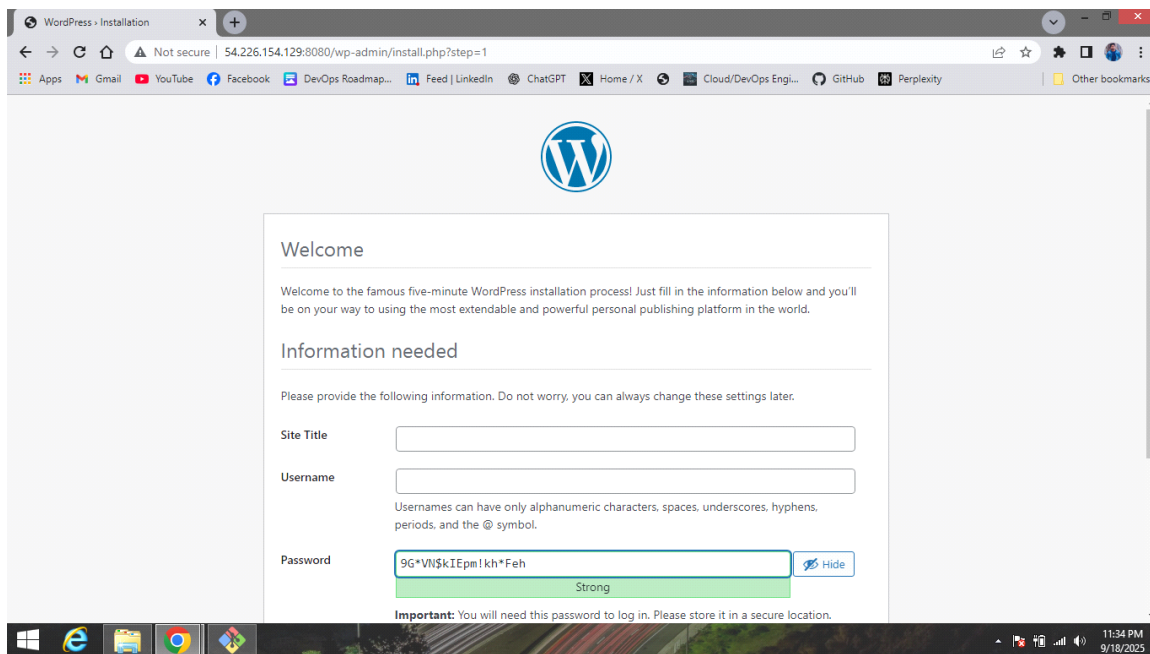 WordPress › Installation
Not secure | 54.226.154.129:8080/wp-admin/install.php?step=1
Apps Gmail YouTube Facebook DevOps Roadmap... Feed | LinkedIn ChatGPT Home / X Cloud/DevOps Engi... GitHub Perplexity Other bookmarks
Welcome
Welcome to the famous five-minute WordPress installation process! Just fill in the information below and you'll
be on your way to using the most extendable and powerful personal publishing platform in the world.
Information needed
Please provide the following information. Do not worry, you can always change these settings later.
Site Title
Username
Usernames can have only alphanumeric characters, spaces, underscores, hyphens,
periods, and the @ symbol.
Password 9G*VN$kIEpm!kh*Feh Hide
Strong
Important: You will need this password to log in. Please store it in a secure location.
11:34 PM
9/18/2025